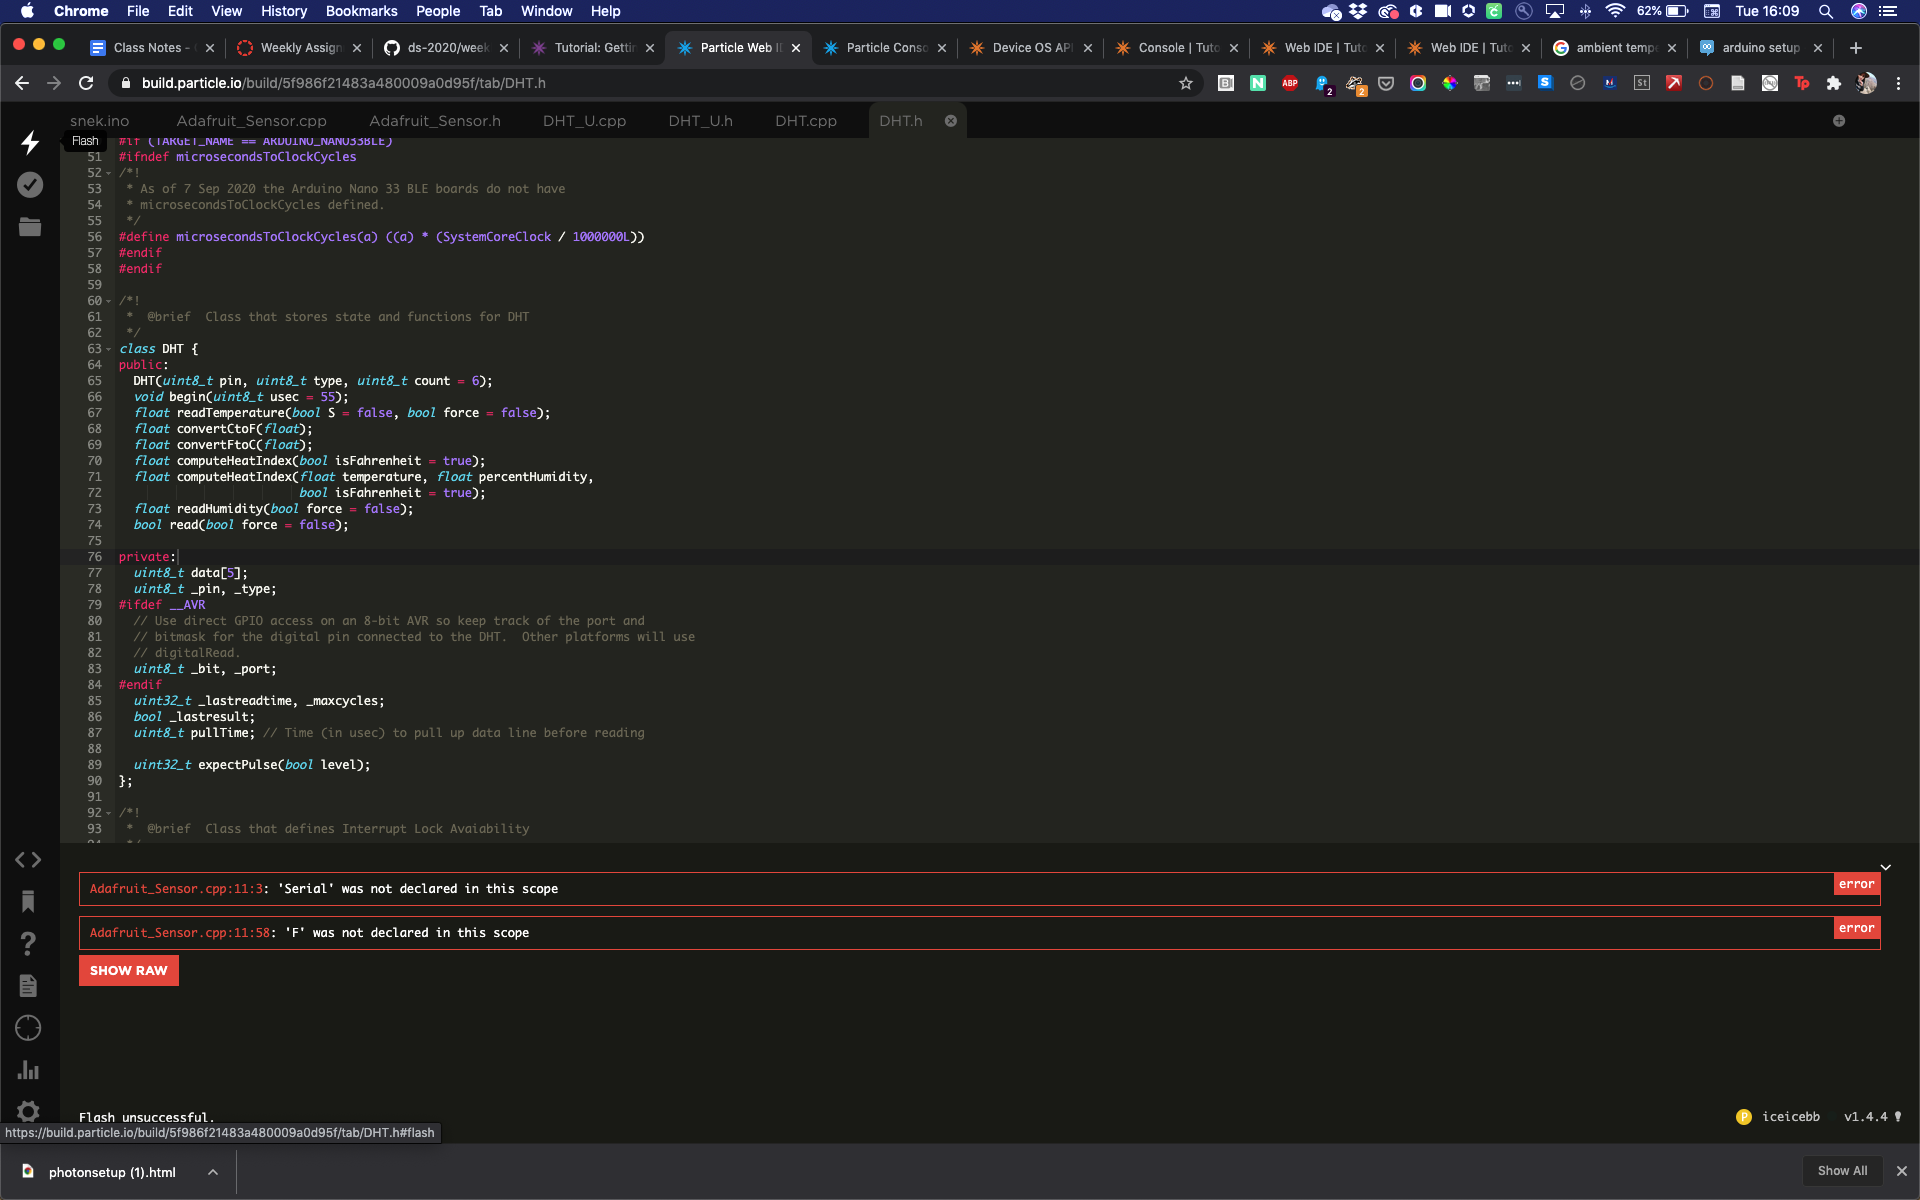 Chrome File Edit View History Bookmarks People Tab Window Help 62% Tue 16:09
Class Notes - Weekly Assign ds-2020/week Tutorial: Gettin Particle Web I Particle Conso Device OS AP Console | Tuto Web IDE | Tuto Web IDE | Tuto ambient tempe arduino setup
build.particle.io/build/5f986f21483a480009a0d95f/tab/DHT.h
snek.ino Adafruit_Sensor.cpp Adafruit_Sensor.h DHT_U.cpp DHT_U.h DHT.cpp DHT.h
Flash
#if (TARGET_NAME == ARDUINO_NANO33BLE)
51 #ifndef microsecondsToClockCycles
52 /*!
53 * As of 7 Sep 2020 the Arduino Nano 33 BLE boards do not have
54 * microsecondsToClockCycles defined.
55 */
56 #define microsecondsToClockCycles(a) ((a) * (SystemCoreClock / 1000000L))
57 #endif
58 #endif
59
60 /*!
61 * @brief Class that stores state and functions for DHT
62 */
63 class DHT {
64 public:
65 DHT(uint8_t pin, uint8_t type, uint8_t count = 6);
66 void begin(uint8_t usec = 55);
67 float readTemperature(bool S = false, bool force = false);
68 float convertCtoF(float);
69 float convertFtoC(float);
70 float computeHeatIndex(bool isFahrenheit = true);
71 float computeHeatIndex(float temperature, float percentHumidity,
72 bool isFahrenheit = true);
73 float readHumidity(bool force = false);
74 bool read(bool force = false);
75
76 private:
77 uint8_t data[5];
78 uint8_t _pin, _type;
79 #ifdef __AVR
80 // Use direct GPIO access on an 8-bit AVR so keep track of the port and
81 // bitmask for the digital pin connected to the DHT. Other platforms will use
82 // digitalRead.
83 uint8_t _bit, _port;
84 #endif
85 uint32_t _lastreadtime, _maxcycles;
86 bool _lastresult;
87 uint8_t pullTime; // Time (in usec) to pull up data line before reading
88
89 uint32_t expectPulse(bool level);
90 };
91
92 /*!
93 * @brief Class that defines Interrupt Lock Avaiability
94 */
Adafruit_Sensor.cpp:11:3: 'Serial' was not declared in this scope error
Adafruit_Sensor.cpp:11:58: 'F' was not declared in this scope error
SHOW RAW
Flash unsuccessful.
iceicebb v1.4.4
https://build.particle.io/build/5f986f21483a480009a0d95f/tab/DHT.h#flash
photonsetup (1).html Show All